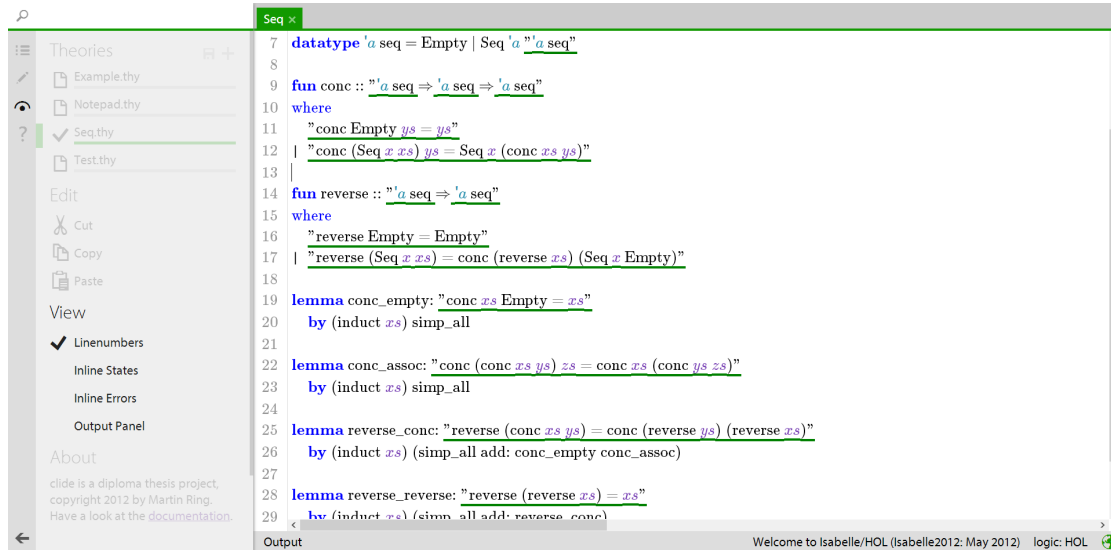 Seq ×
Theories
Example.thy
Notepad.thy
Seq.thy
Test.thy
Edit
Cut
Copy
Paste
View
Linenumbers
Inline States
Inline Errors
Output Panel
About
clide is a diploma thesis project,
copyright 2012 by Martin Ring.
Have a look at the documentation.
7 datatype 'a seq = Empty | Seq 'a "'a seq"
8
9 fun conc :: "'a seq ⇒ 'a seq ⇒ 'a seq"
10 where
11 "conc Empty ys = ys"
12 | "conc (Seq x xs) ys = Seq x (conc xs ys)"
13
14 fun reverse :: "'a seq ⇒ 'a seq"
15 where
16 "reverse Empty = Empty"
17 | "reverse (Seq x xs) = conc (reverse xs) (Seq x Empty)"
18
19 lemma conc_empty: "conc xs Empty = xs"
20 by (induct xs) simp_all
21
22 lemma conc_assoc: "conc (conc xs ys) zs = conc xs (conc ys zs)"
23 by (induct xs) simp_all
24
25 lemma reverse_conc: "reverse (conc xs ys) = conc (reverse ys) (reverse xs)"
26 by (induct xs) (simp_all add: conc_empty conc_assoc)
27
28 lemma reverse_reverse: "reverse (reverse xs) = xs"
29 by (induct xs) (simp_all add: reverse_conc)
Output
Welcome to Isabelle/HOL (Isabelle2012: May 2012) logic: HOL